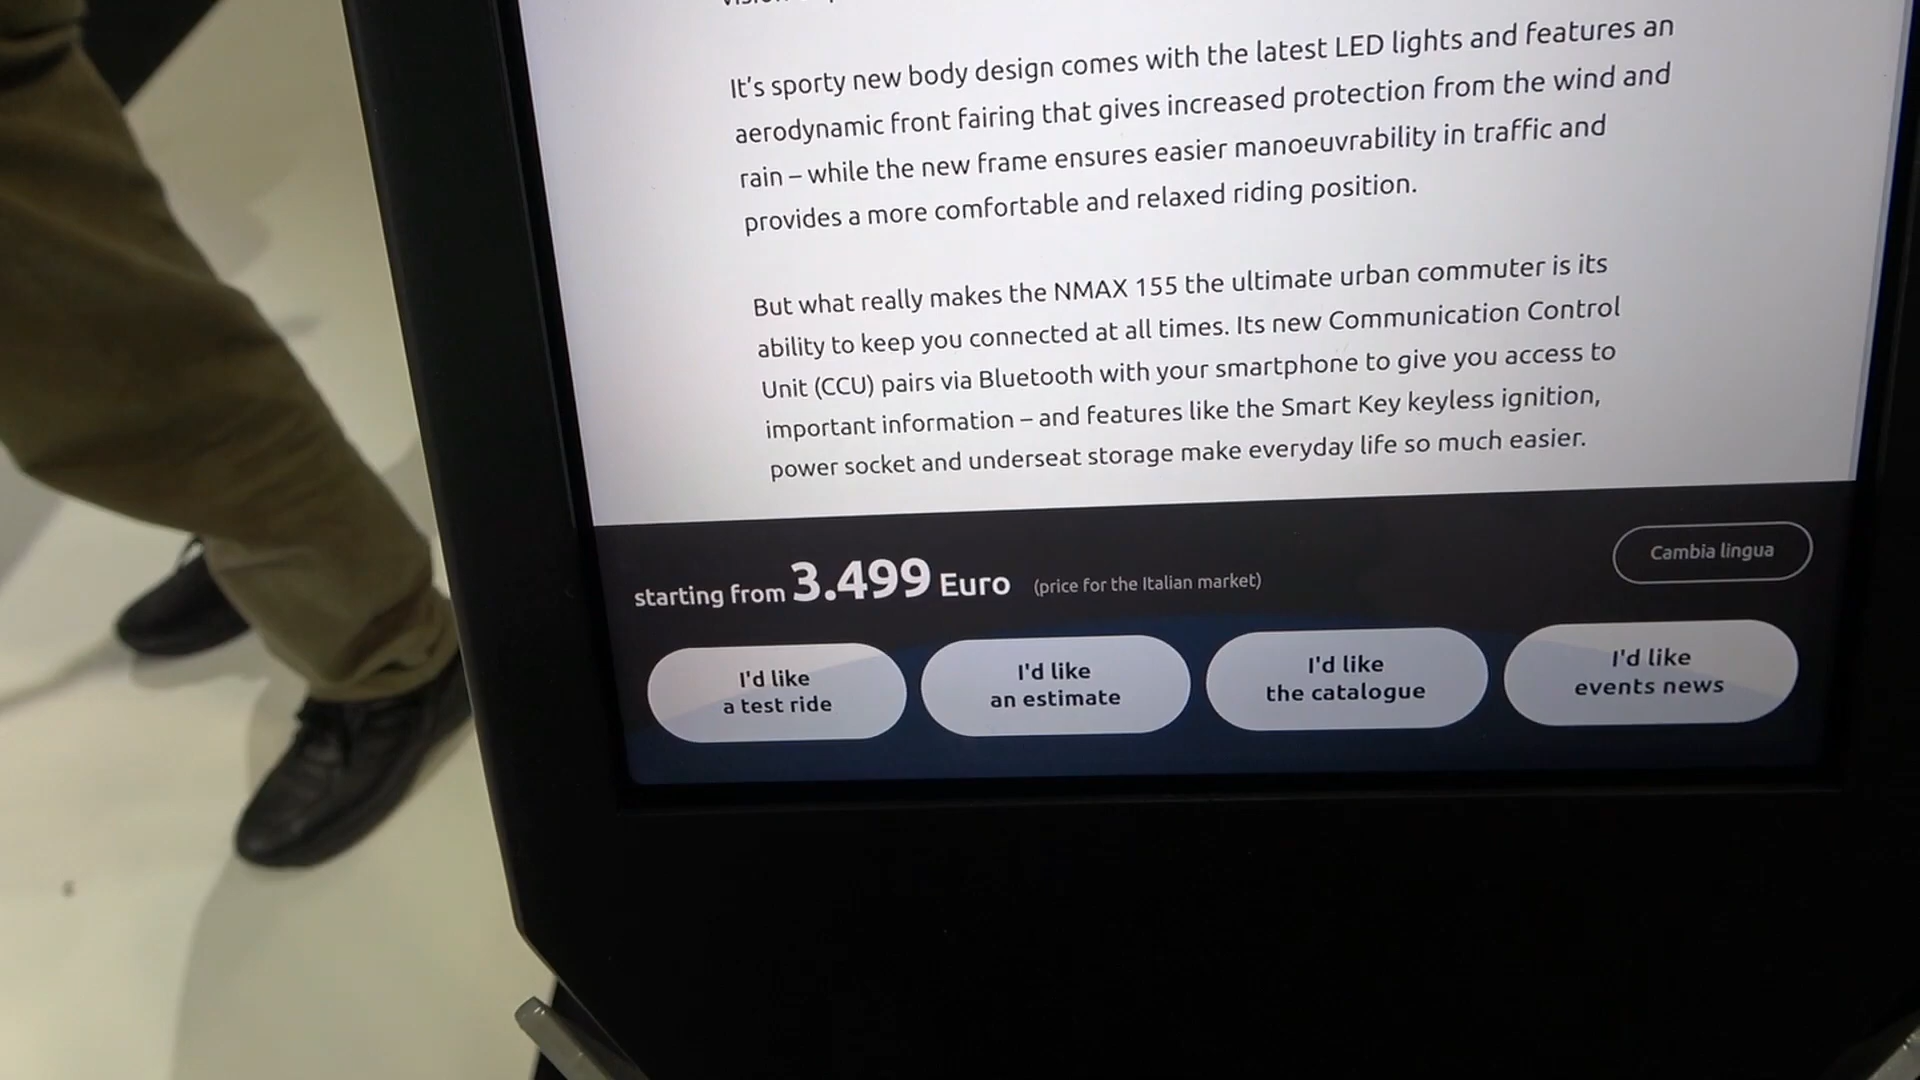 It's sporty new body design comes with the latest LED lights and features an
aerodynamic front fairing that gives increased protection from the wind and
rain – while the new frame ensures easier manoeuvrability in traffic and
provides a more comfortable and relaxed riding position.
But what really makes the NMAX 155 the ultimate urban commuter is its
ability to keep you connected at all times. Its new Communication Control
Unit (CCU) pairs via Bluetooth with your smartphone to give you access to
important information – and features like the Smart Key keyless ignition,
power socket and underseat storage make everyday life so much easier.
starting from 3.499 Euro (price for the Italian market)
Cambia lingua
I'd like
a test ride
I'd like
an estimate
I'd like
the catalogue
I'd like
events news